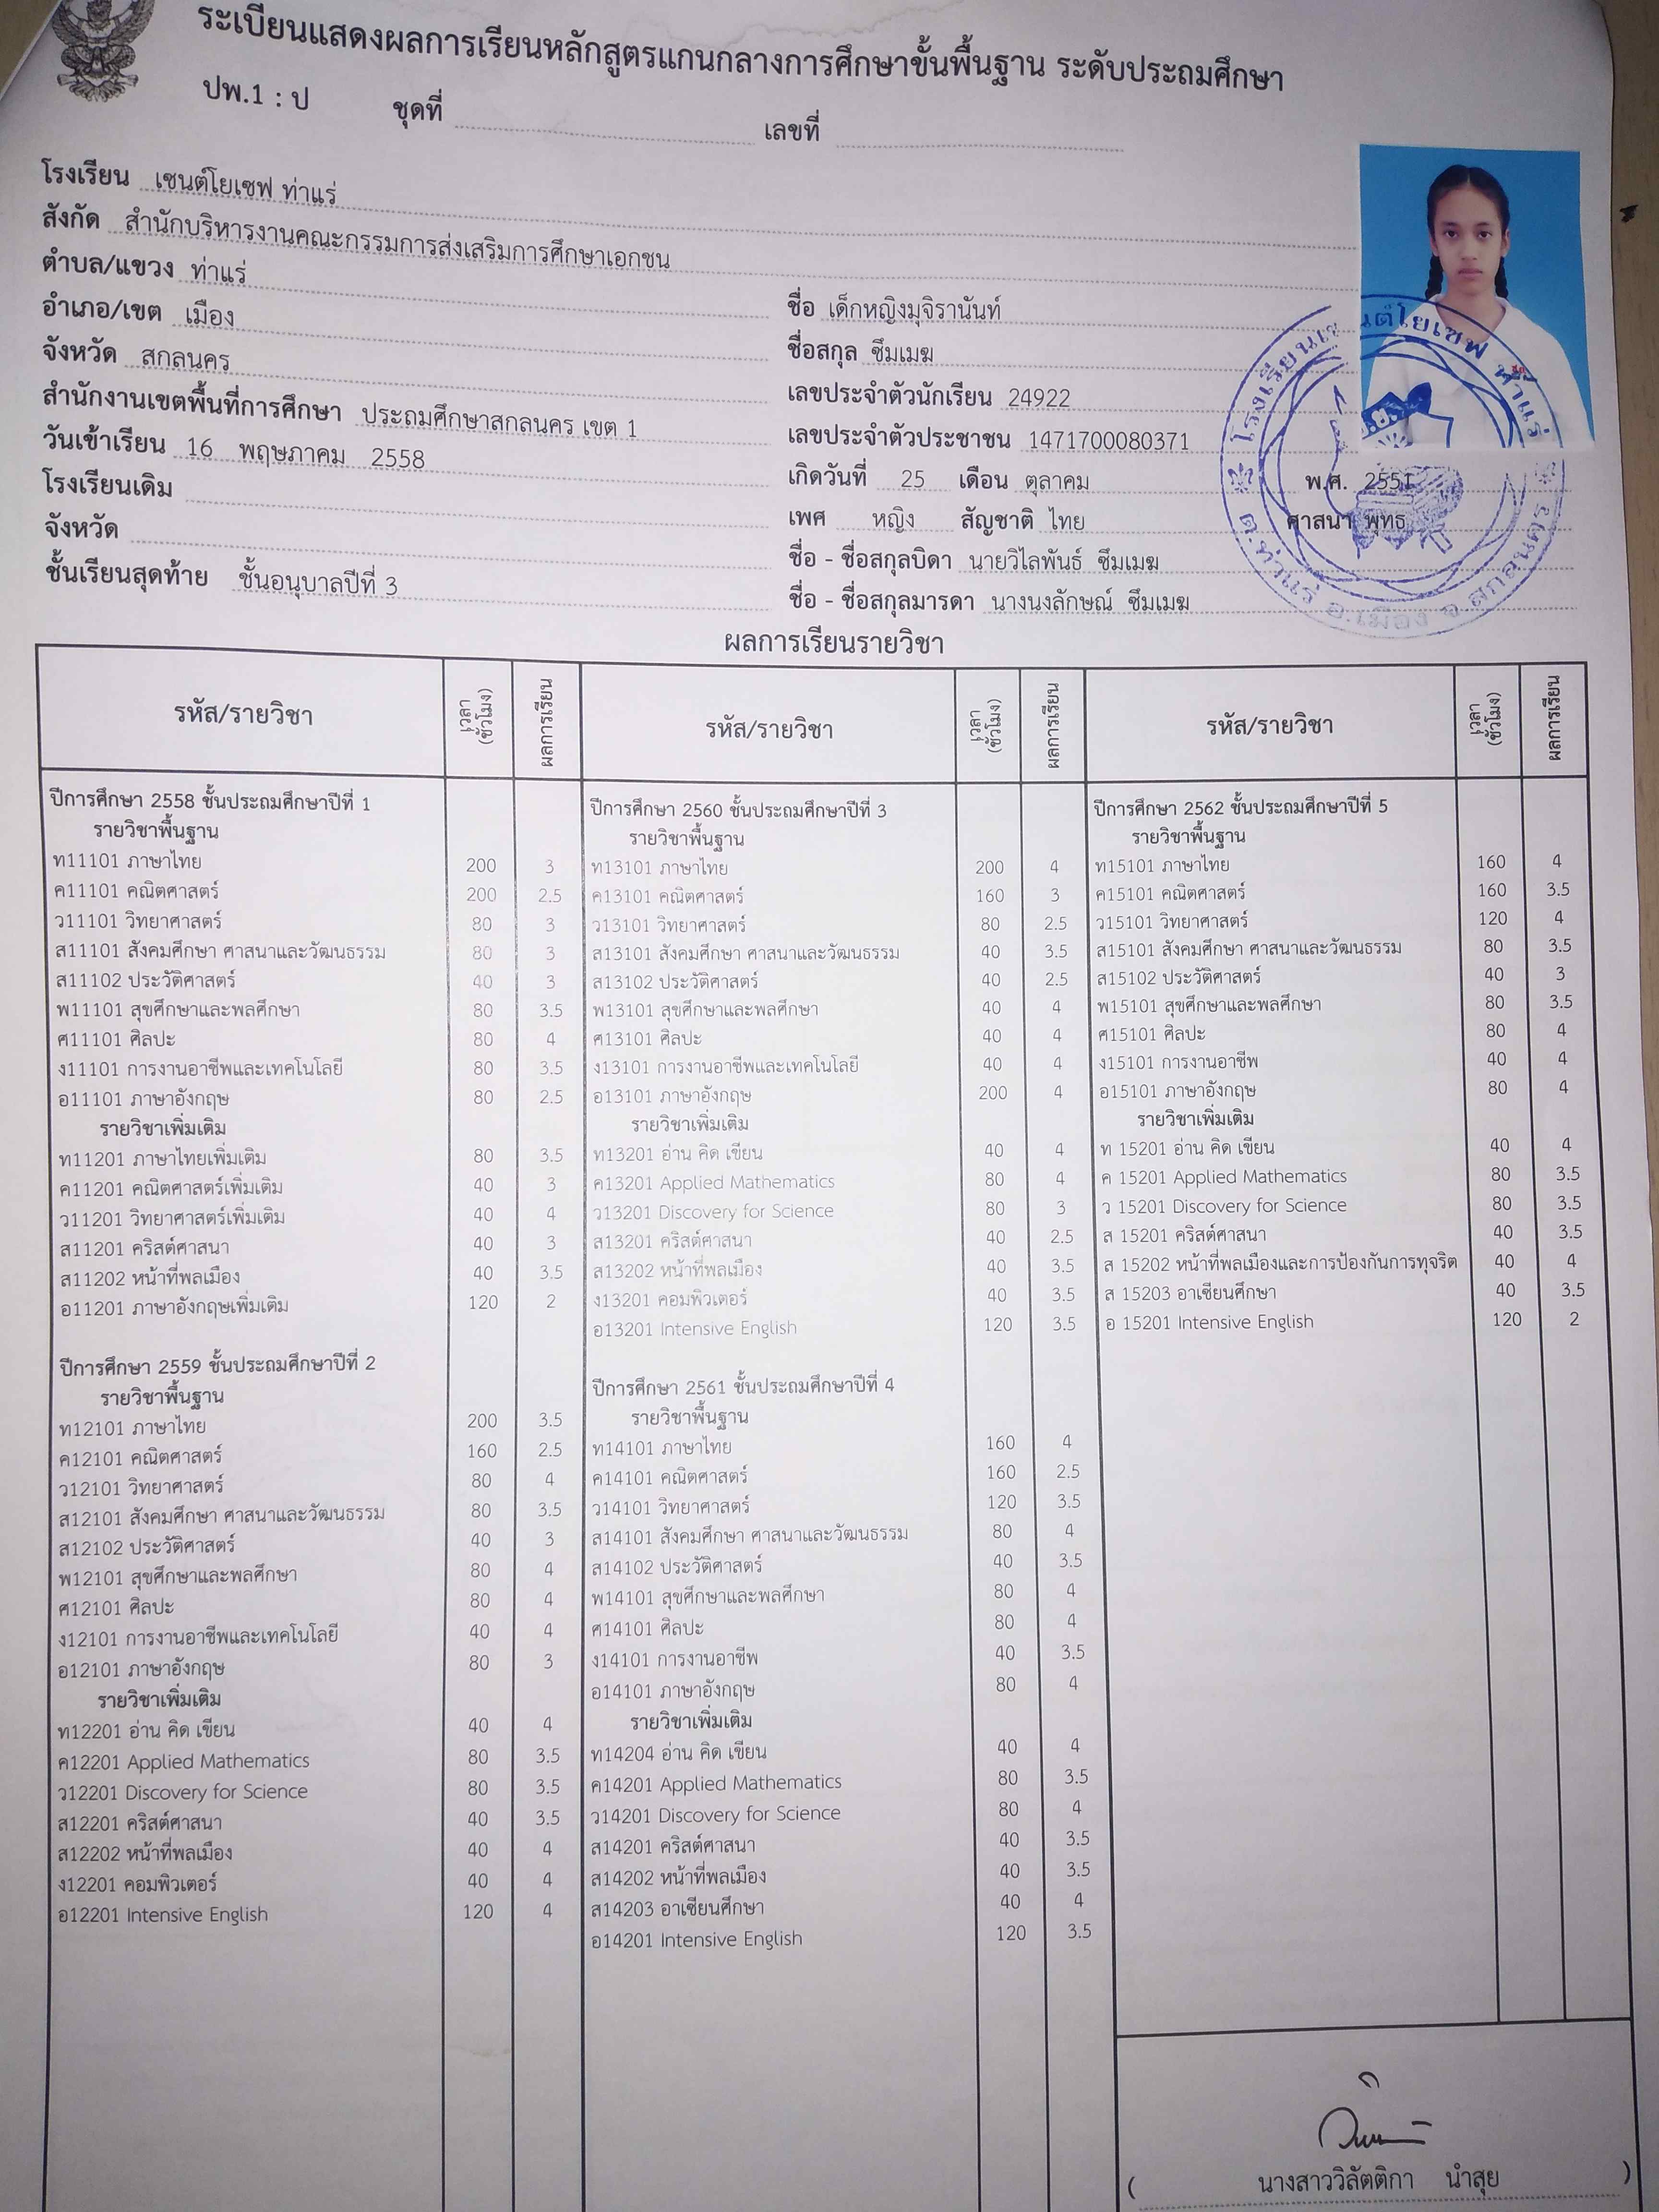 ระเบียนแสดงผลการเรียนหลักสูตรแกนกลางการศึกษาขั้นพื้นฐาน ระดับประถมศึกษา
ปพ.1 : ป ชุดที่ เลขที่
โรงเรียน เซนต์โยเซฟ ท่าแร่
สังกัด สำนักบริหารงานคณะกรรมการส่งเสริมการศึกษาเอกชน
ตำบล/แขวง ท่าแร่
อำเภอ/เขต เมือง
จังหวัด สกลนคร
สำนักงานเขตพื้นที่การศึกษา ประถมศึกษาสกลนคร เขต 1
วันเข้าเรียน 16 พฤษภาคม 2558
โรงเรียนเดิม
จังหวัด
ชั้นเรียนสุดท้าย ชั้นอนุบาลปีที่ 3
ชื่อ เด็กหญิงมุจิรานันท์
ชื่อสกุล ซึมเมฆ
เลขประจำตัวนักเรียน 24922
เลขประจำตัวประชาชน 1471700080371
เกิดวันที่ 25 เดือน ตุลาคม พ.ศ. 2551
เพศ หญิง สัญชาติ ไทย ศาสนา พุทธ
ชื่อ - ชื่อสกุลบิดา นายวิไลพันธ์ ซึมเมฆ
ชื่อ - ชื่อสกุลมารดา นางนงลักษณ์ ซึมเมฆ
ต.ท่าแร่ อ.เมือง จ.สกลนคร
ผลการเรียนรายวิชา
รหัส/รายวิชา เวลา (ชั่วโมง) ผลการเรียน
ปีการศึกษา 2558 ชั้นประถมศึกษาปีที่ 1
รายวิชาพื้นฐาน
ท11101 ภาษาไทย 200 3
ค11101 คณิตศาสตร์ 200 2.5
ว11101 วิทยาศาสตร์ 80 3
ส11101 สังคมศึกษา ศาสนาและวัฒนธรรม 80 3
ส11102 ประวัติศาสตร์ 40 3
พ11101 สุขศึกษาและพลศึกษา 80 3.5
ศ11101 ศิลปะ 80 4
ง11101 การงานอาชีพและเทคโนโลยี 80 3.5
อ11101 ภาษาอังกฤษ 80 2.5
รายวิชาเพิ่มเติม
ท11201 ภาษาไทยเพิ่มเติม 80 3.5
ค11201 คณิตศาสตร์เพิ่มเติม 40 3
ว11201 วิทยาศาสตร์เพิ่มเติม 40 4
ส11201 คริสต์ศาสนา 40 3
ส11202 หน้าที่พลเมือง 40 3.5
อ11201 ภาษาอังกฤษเพิ่มเติม 120 2
ปีการศึกษา 2559 ชั้นประถมศึกษาปีที่ 2
รายวิชาพื้นฐาน
ท12101 ภาษาไทย 200 3.5
ค12101 คณิตศาสตร์ 160 2.5
ว12101 วิทยาศาสตร์ 80 4
ส12101 สังคมศึกษา ศาสนาและวัฒนธรรม 80 3.5
ส12102 ประวัติศาสตร์ 40 3
พ12101 สุขศึกษาและพลศึกษา 80 4
ศ12101 ศิลปะ 80 4
ง12101 การงานอาชีพและเทคโนโลยี 40 4
อ12101 ภาษาอังกฤษ 80 3
รายวิชาเพิ่มเติม
ท12201 อ่าน คิด เขียน 40 4
ค12201 Applied Mathematics 80 3.5
ว12201 Discovery for Science 80 3.5
ส12201 คริสต์ศาสนา 40 3.5
ส12202 หน้าที่พลเมือง 40 4
ง12201 คอมพิวเตอร์ 40 4
อ12201 Intensive English 120 4
รหัส/รายวิชา เวลา (ชั่วโมง) ผลการเรียน
ปีการศึกษา 2560 ชั้นประถมศึกษาปีที่ 3
รายวิชาพื้นฐาน
ท13101 ภาษาไทย 200 4
ค13101 คณิตศาสตร์ 160 3
ว13101 วิทยาศาสตร์ 80 2.5
ส13101 สังคมศึกษา ศาสนาและวัฒนธรรม 40 3.5
ส13102 ประวัติศาสตร์ 40 2.5
พ13101 สุขศึกษาและพลศึกษา 40 4
ศ13101 ศิลปะ 40 4
ง13101 การงานอาชีพและเทคโนโลยี 40 4
อ13101 ภาษาอังกฤษ 200 4
รายวิชาเพิ่มเติม
ท13201 อ่าน คิด เขียน 40 4
ค13201 Applied Mathematics 80 4
ว13201 Discovery for Science 80 3
ส13201 คริสต์ศาสนา 40 2.5
ส13202 หน้าที่พลเมือง 40 3.5
ง13201 คอมพิวเตอร์ 40 3.5
อ13201 Intensive English 120 3.5
ปีการศึกษา 2561 ชั้นประถมศึกษาปีที่ 4
รายวิชาพื้นฐาน
ท14101 ภาษาไทย 160 4
ค14101 คณิตศาสตร์ 160 2.5
ว14101 วิทยาศาสตร์ 120 3.5
ส14101 สังคมศึกษา ศาสนาและวัฒนธรรม 80 4
ส14102 ประวัติศาสตร์ 40 3.5
พ14101 สุขศึกษาและพลศึกษา 80 4
ศ14101 ศิลปะ 80 4
ง14101 การงานอาชีพ 40 3.5
อ14101 ภาษาอังกฤษ 80 4
รายวิชาเพิ่มเติม
ท14204 อ่าน คิด เขียน 40 4
ค14201 Applied Mathematics 80 3.5
ว14201 Discovery for Science 80 4
ส14201 คริสต์ศาสนา 40 3.5
ส14202 หน้าที่พลเมือง 40 3.5
ส14203 อาเซียนศึกษา 40 4
อ14201 Intensive English 120 3.5
รหัส/รายวิชา เวลา (ชั่วโมง) ผลการเรียน
ปีการศึกษา 2562 ชั้นประถมศึกษาปีที่ 5
รายวิชาพื้นฐาน
ท15101 ภาษาไทย 160 4
ค15101 คณิตศาสตร์ 160 3.5
ว15101 วิทยาศาสตร์ 120 4
ส15101 สังคมศึกษา ศาสนาและวัฒนธรรม 80 3.5
ส15102 ประวัติศาสตร์ 40 3
พ15101 สุขศึกษาและพลศึกษา 80 3.5
ศ15101 ศิลปะ 80 4
ง15101 การงานอาชีพ 40 4
อ15101 ภาษาอังกฤษ 80 4
รายวิชาเพิ่มเติม
ท 15201 อ่าน คิด เขียน 40 4
ค 15201 Applied Mathematics 80 3.5
ว 15201 Discovery for Science 80 3.5
ส 15201 คริสต์ศาสนา 40 3.5
ส 15202 หน้าที่พลเมืองและการป้องกันการทุจริต 40 4
ส 15203 อาเซียนศึกษา 40 3.5
อ 15201 Intensive English 120 2
( นางสาววิลัตติกา นำสุย )